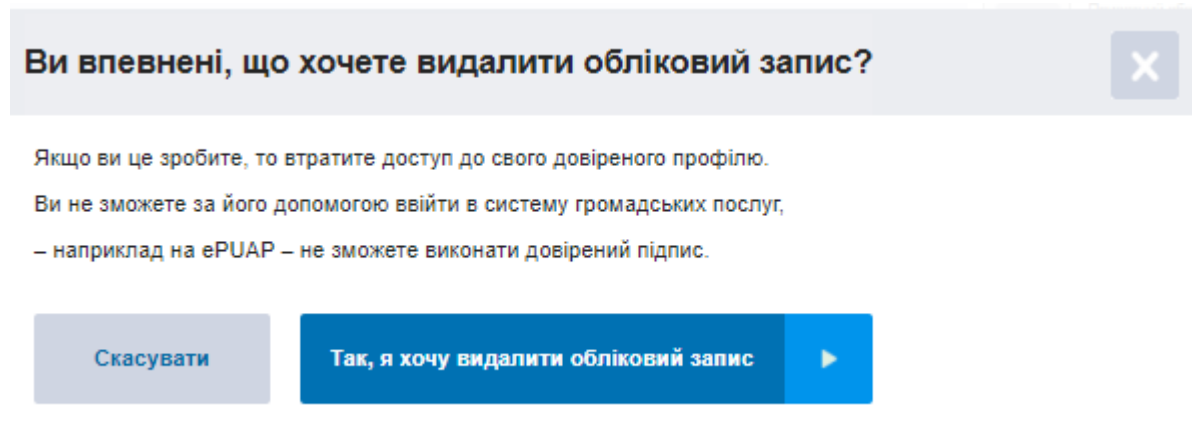 Ви впевнені, що хочете видалити обліковий запис?
Якщо ви це зробите, то втратите доступ до свого довіреного профілю.
Ви не зможете за його допомогою ввійти в систему громадських послуг,
– наприклад на ePUAP – не зможете виконати довірений підпис.
Скасувати
Так, я хочу видалити обліковий запис